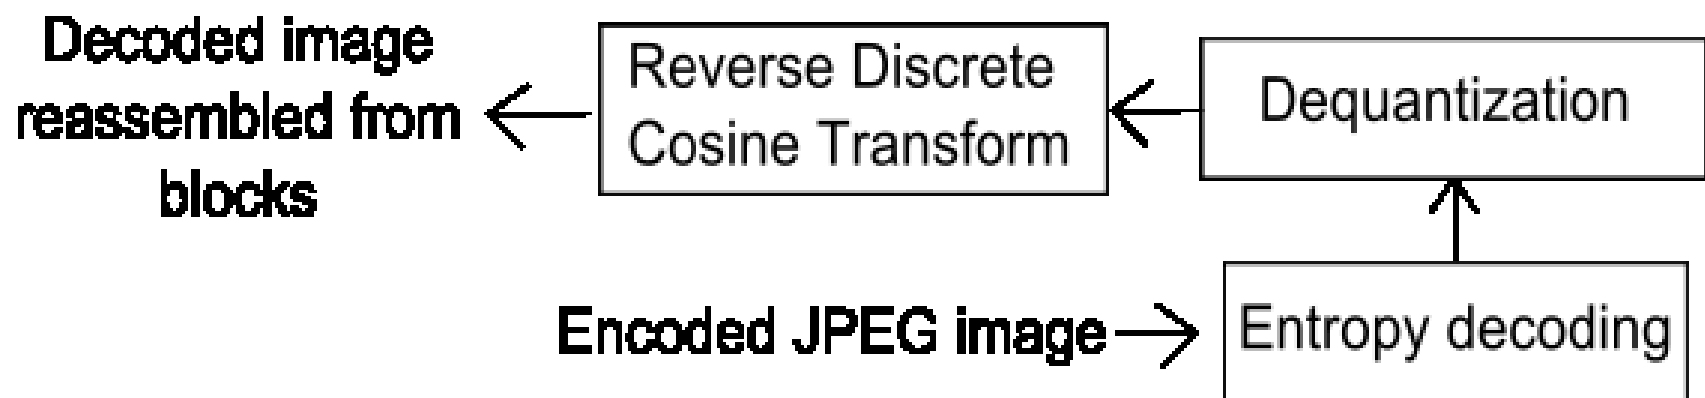 Decoded image
reassembled from
blocks
Reverse Discrete
Cosine Transform
Dequantization
Encoded JPEG image
Entropy decoding